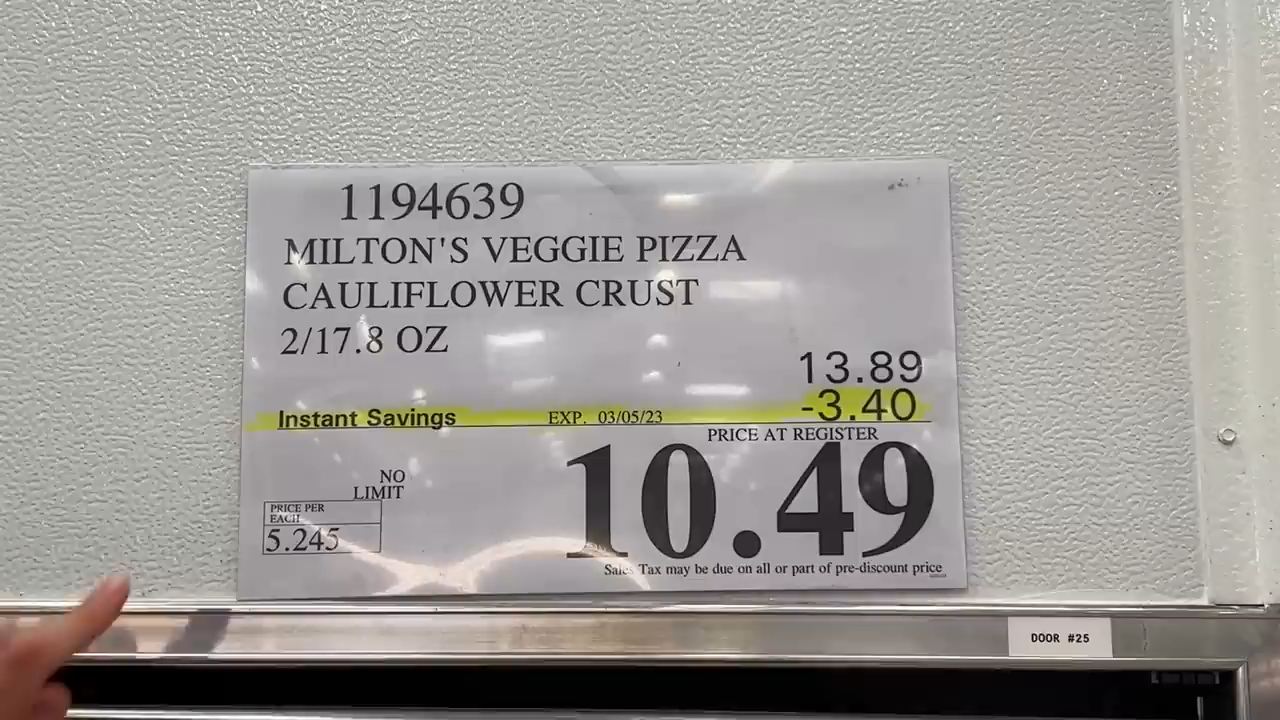 1194639
MILTON'S VEGGIE PIZZA
CAULIFLOWER CRUST
2/17.8 OZ
13.89
Instant Savings EXP. 03/05/23 -3.40
PRICE AT REGISTER
10.49
NO
LIMIT
PRICE PER
EACH
5.245
Sales Tax may be due on all or part of pre-discount price
DOOR #25